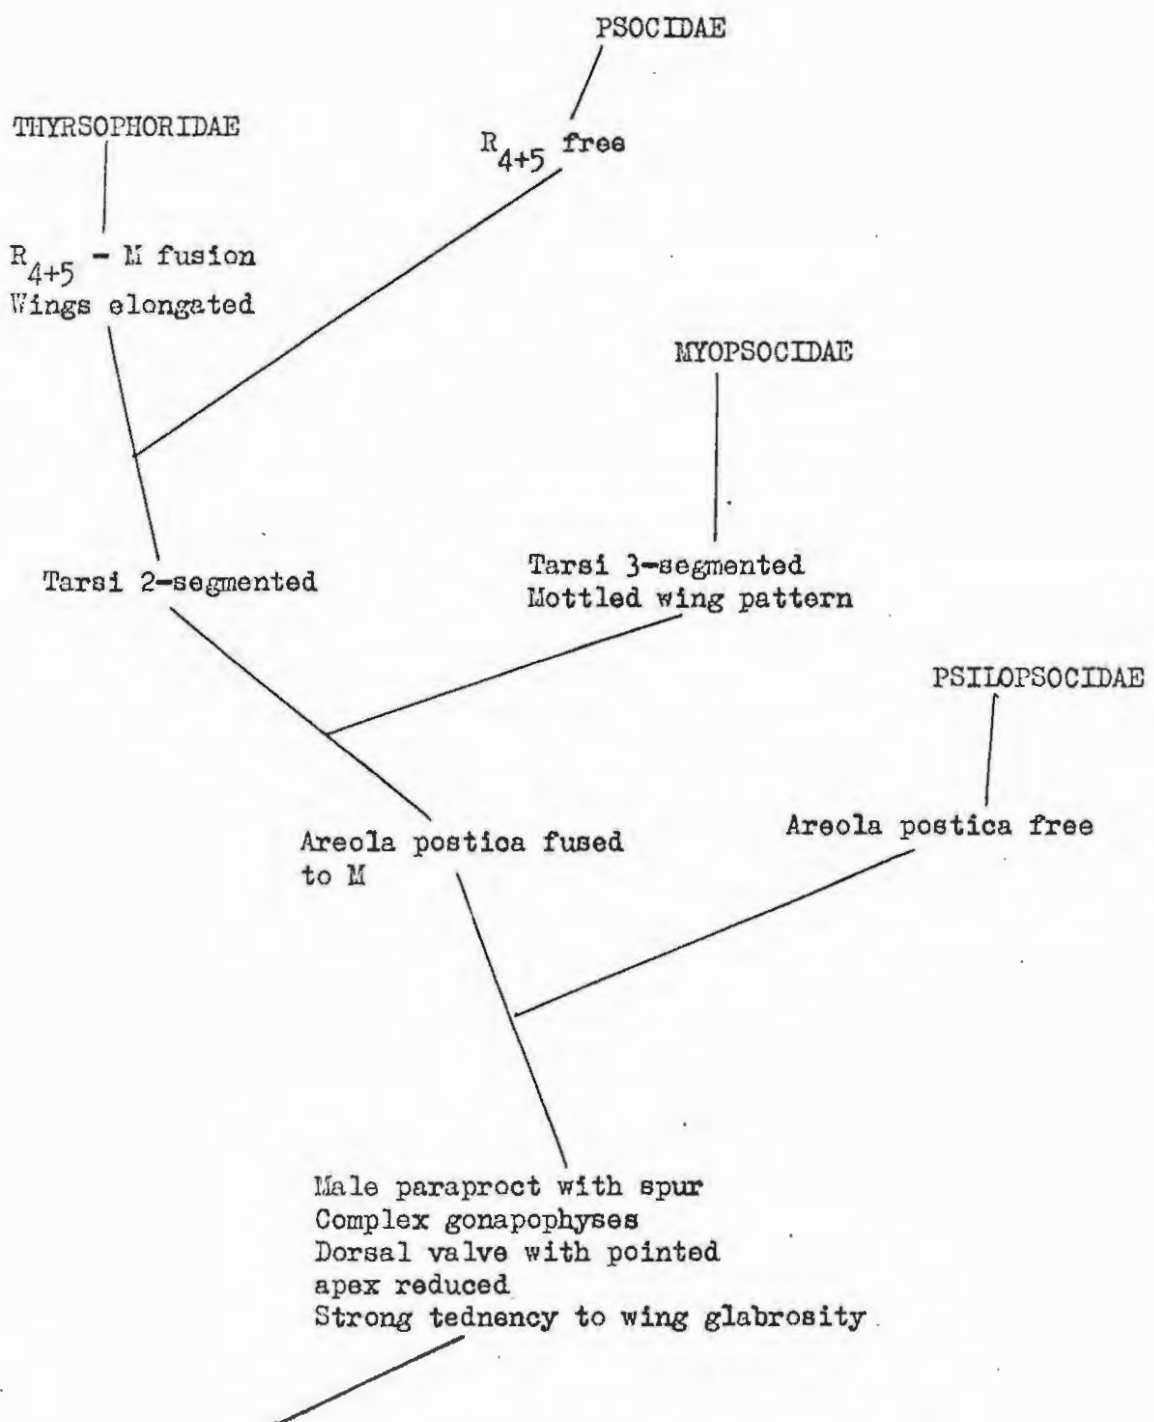 PSOCIDAE
THYRSOPHORIDAE
R4+5 free
R4+5 - M fusion
Wings elongated
MYOPSOCIDAE
Tarsi 2-segmented
Tarsi 3-segmented
Mottled wing pattern
PSILOPSOCIDAE
Areola postica fused
to M
Areola postica free
Male paraproct with spur
Complex gonapophyses
Dorsal valve with pointed
apex reduced
Strong tednency to wing glabrosity